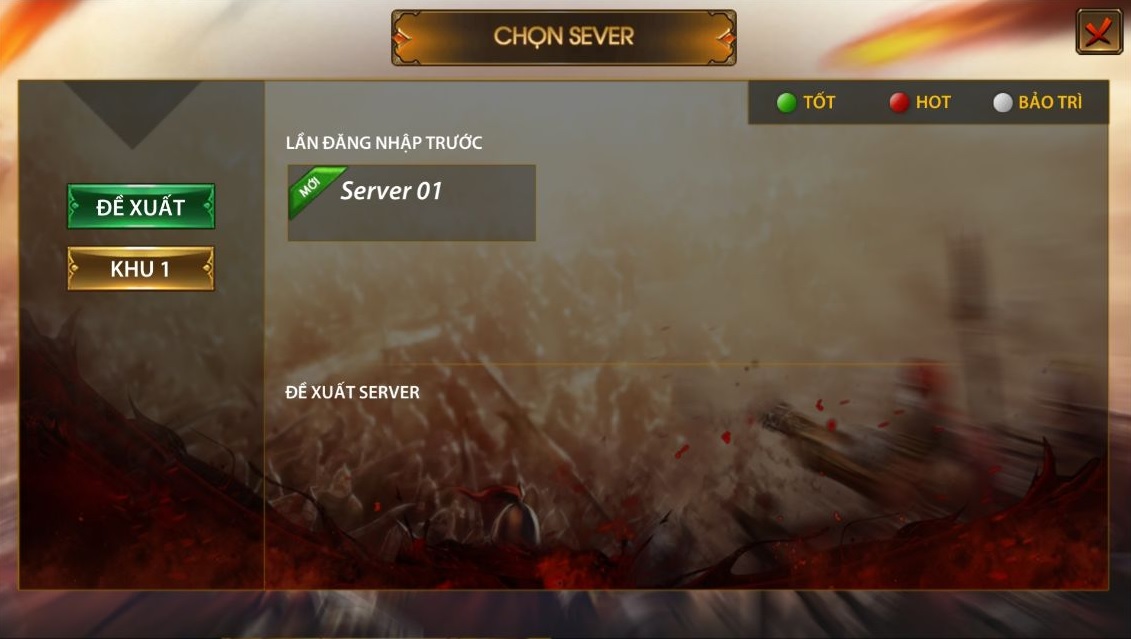 CHỌN SEVER
TỐT
HOT
BẢO TRÌ
LẦN ĐĂNG NHẬP TRƯỚC
MỚI
Server 01
ĐỀ XUẤT
KHU 1
ĐỀ XUẤT SERVER